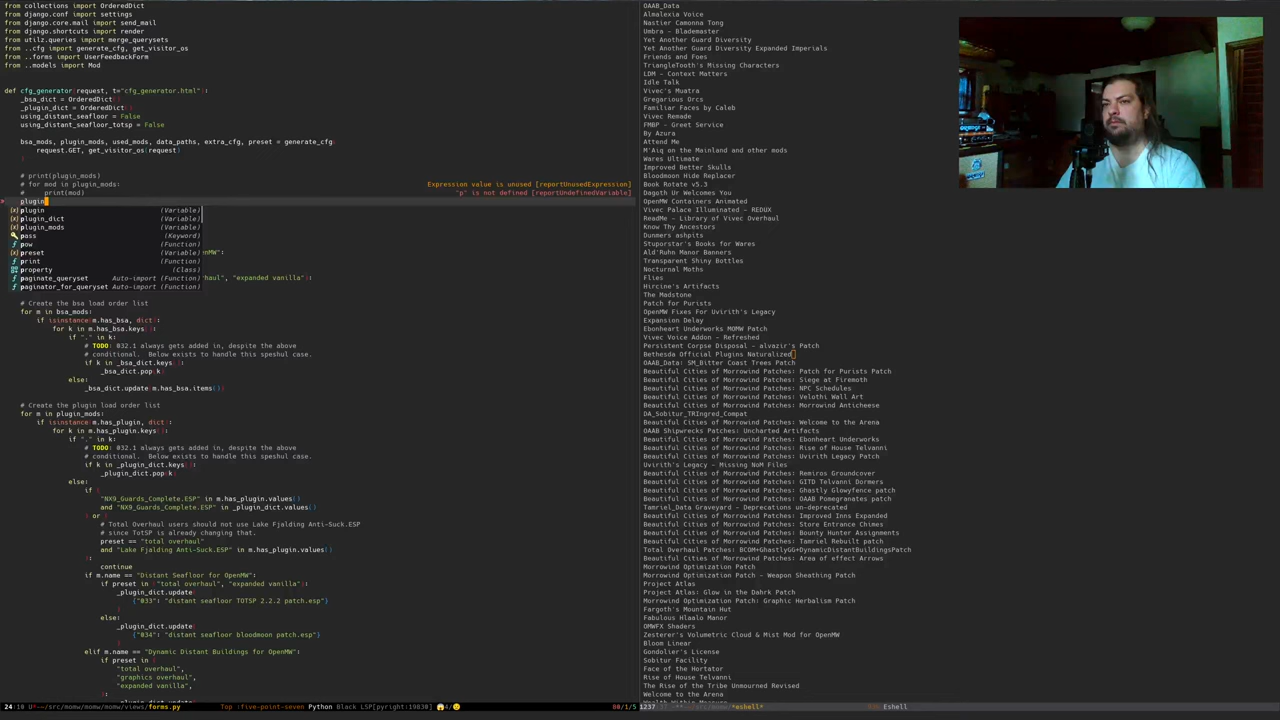 from collections import OrderedDict
from django.conf import settings
from django.core.mail import send_mail
from django.shortcuts import render
from utilz.queries import merge_querysets
from ..cfg import generate_cfg, get_visitor_os
from ..forms import UserFeedbackForm
from ..models import Mod
def cfg_generator(request, t="cfg_generator.html"):
_bsa_dict = OrderedDict()
_plugin_dict = OrderedDict()
using_distant_seafloor = False
using_distant_seafloor_totsp = False
bsa_mods, plugin_mods, used_mods, data_paths, extra_cfg, preset = generate_cfg(
request.GET, get_visitor_os(request)
)
# print(plugin_mods)
# for mod in plugin_mods:
Expression value is unused [reportUnusedExpression]
#     print(mod)
"p" is not defined [reportUndefinedVariable]
plugin
plugin (Variable)
plugin_dict (Variable)
plugin_mods (Variable)
pass (Keyword)
pow (Function)
preset (Variable)
nMW":
print (Function)
property (Class)
paginate_queryset Auto-import (Function)
haul", "expanded vanilla"):
paginator_for_queryset Auto-import (Function)
# Create the bsa load order list
for m in bsa_mods:
if isinstance(m.has_bsa, dict):
for k in m.has_bsa.keys():
if "." in k:
# TODO: 032.1 always gets added in, despite the above
# conditional.  Below exists to handle this speshul case.
if k in _bsa_dict.keys():
_bsa_dict.pop(k)
else:
_bsa_dict.update(m.has_bsa.items())
# Create the plugin load order list
for m in plugin_mods:
if isinstance(m.has_plugin, dict):
for k in m.has_plugin.keys():
if "." in k:
# TODO: 032.1 always gets added in, despite the above
# conditional.  Below exists to handle this speshul case.
if k in _plugin_dict.keys():
_plugin_dict.pop(k)
else:
if (
"NX9_Guards_Complete.ESP" in m.has_plugin.values()
and "NX9_Guards_Complete.ESP" in _plugin_dict.values()
) or (
# Total Overhaul users should not use Lake Fjalding Anti-Suck.ESP
# since TotSP is already changing that.
preset == "total overhaul"
and "Lake Fjalding Anti-Suck.ESP" in m.has_plugin.values()
):
continue
if m.name == "Distant Seafloor for OpenMW":
if preset in ("total overhaul", "expanded vanilla"):
_plugin_dict.update(
{"033": "distant seafloor TOTSP 2.2.2 patch.esp"}
)
else:
_plugin_dict.update(
{"034": "distant seafloor bloodmoon patch.esp"}
)
elif m.name == "Dynamic Distant Buildings for OpenMW":
if preset in (
"total overhaul",
"graphics overhaul",
"expanded vanilla",
):
_plugin_dict.update(
OAAB_Data
Almalexia Voice
Nastier Camonna Tong
Umbra - Blademaster
Yet Another Guard Diversity
Yet Another Guard Diversity Expanded Imperials
Friends and Foes
TriangleTooth's Missing Characters
LDM - Context Matters
Idle Talk
Vivec's Muatra
Gregarious Orcs
Familiar Faces by Caleb
Vivec Remade
FMBP - Greet Service
By Azura
Attend Me
M'Aiq on the Mainland and other mods
Wares Ultimate
Improved Better Skulls
Bloodmoon Hide Replacer
Book Rotate v5.3
Dagoth Ur Welcomes You
OpenMW Containers Animated
Vivec Palace Illuminated - REDUX
ReadMe - Library of Vivec Overhaul
Know Thy Ancestors
Dunmers ashpits
Stuporstar's Books for Wares
Ald'Ruhn Manor Banners
Transparent Shiny Bottles
Nocturnal Moths
Flies
Hircine's Artifacts
The Madstone
Patch for Purists
OpenMW Fixes For Uvirith's Legacy
Expansion Delay
Ebonheart Underworks MOMW Patch
Vivec Voice Addon - Refreshed
Persistent Corpse Disposal - alvazir's Patch
Bethesda Official Plugins Naturalized
OAAB_Data: SM_Bitter Coast Trees Patch
Beautiful Cities of Morrowind Patches: Patch for Purists Patch
Beautiful Cities of Morrowind Patches: Siege at Firemoth
Beautiful Cities of Morrowind Patches: NPC Schedules
Beautiful Cities of Morrowind Patches: Velothi Wall Art
Beautiful Cities of Morrowind Patches: Morrowind Anticheese
DA_Sobitur_TRIngred_Compat
Beautiful Cities of Morrowind Patches: Welcome to the Arena
OAAB Shipwrecks Patches: Uncharted Artifacts
Beautiful Cities of Morrowind Patches: Ebonheart Underworks
Beautiful Cities of Morrowind Patches: Rise of House Telvanni
Beautiful Cities of Morrowind Patches: Uvirith Legacy Patch
Uvirith's Legacy - Missing NoM Files
Beautiful Cities of Morrowind Patches: Remiros Groundcover
Beautiful Cities of Morrowind Patches: GITD Telvanni Dormers
Beautiful Cities of Morrowind Patches: Ghastly Glowyfence patch
Beautiful Cities of Morrowind Patches: OAAB Pomegranates patch
Tamriel_Data Graveyard - Deprecations un-deprecated
Beautiful Cities of Morrowind Patches: Improved Inns Expanded
Beautiful Cities of Morrowind Patches: Store Entrance Chimes
Beautiful Cities of Morrowind Patches: Bounty Hunter Assignments
Beautiful Cities of Morrowind Patches: Tamriel Rebuilt patch
Total Overhaul Patches: BCOM+GhastlyGG+DynamicDistantBuildingsPatch
Beautiful Cities of Morrowind Patches: Area of effect Arrows
Morrowind Optimization Patch
Morrowind Optimization Patch - Weapon Sheathing Patch
Project Atlas
Project Atlas: Glow in the Dahrk Patch
Morrowind Optimization Patch: Graphic Herbalism Patch
Fargoth's Mountain Hut
Fabulous Hlaalo Manor
OMWFX Shaders
Zesterer's Volumetric Cloud & Mist Mod for OpenMW
Bloom Linear
Gondolier's License
Sobitur Facility
Face of the Hortator
Rise of House Telvanni
The Rise of the Tribe Unmourned Revised
Welcome to the Arena
24:10 U*--~/src/momw/momw/momw/views/forms.py Top :five-point-seven Python Black LSP[pyright:19830] 80/1/5
1237 *eshell* Eshell